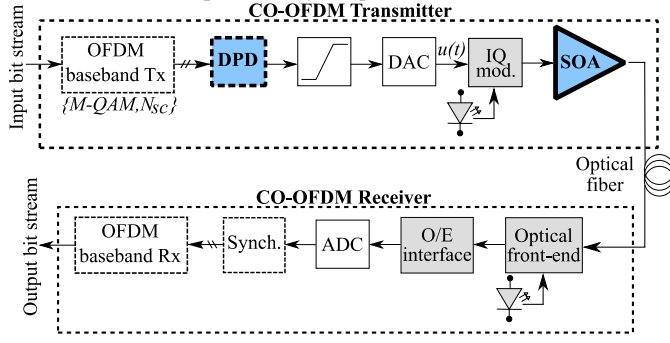 CO-OFDM Transmitter
Input bit stream
OFDM
baseband Tx
{M-QAM,NSC}
DPD
DAC
u(t)
IQ
mod.
SOA
Optical
fiber
CO-OFDM Receiver
Output bit stream
OFDM
baseband Rx
Synch.
ADC
O/E
interface
Optical
front-end